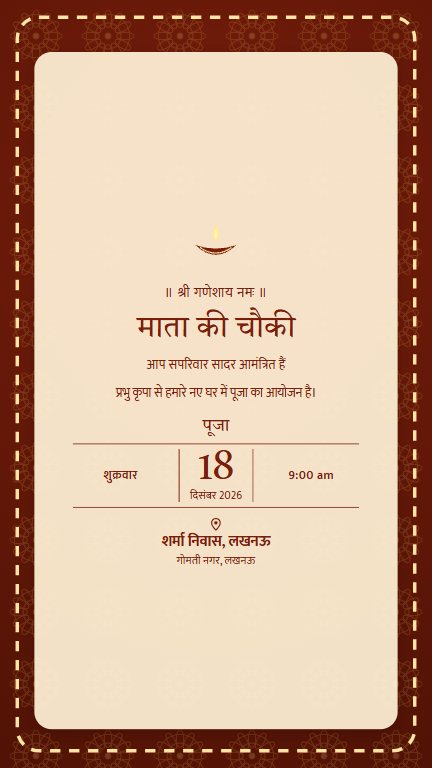 ॥ श्री गणेशाय नमः ॥
माता की चौकी
आप सपरिवार सादर आमंत्रित हैं
प्रभु कृपा से हमारे नए घर में पूजा का आयोजन है।
पूजा
शुक्रवार
18
दिसंबर 2026
9:00 am
शर्मा निवास, लखनऊ
गोमती नगर, लखनऊ